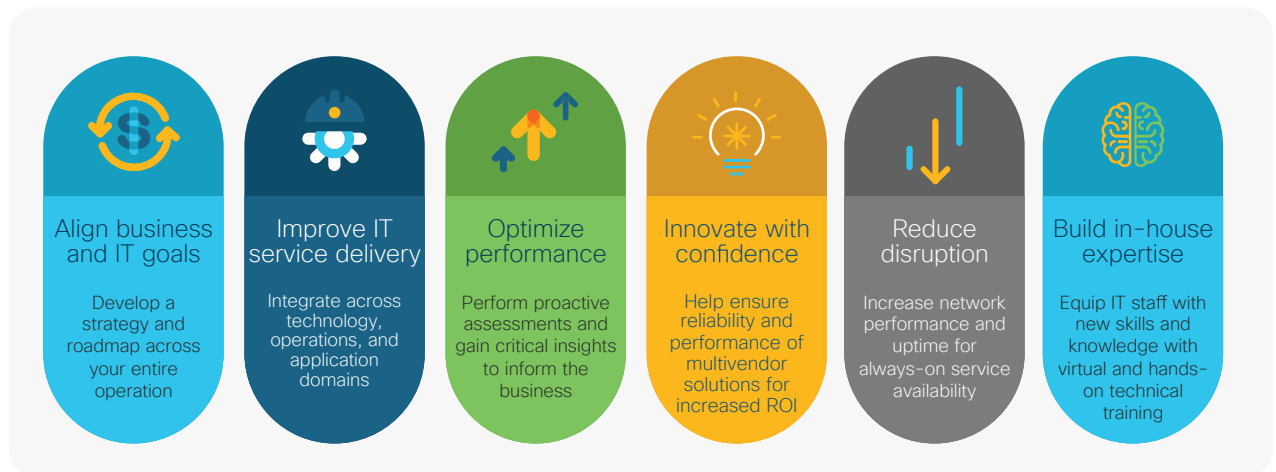 Align business
and IT goals
Develop a
strategy and
roadmap across
your entire
operation
Improve IT
service delivery
Integrate across
technology,
operations, and
application
domains
Optimize
performance
Perform proactive
assessments and
gain critical insights
to inform the
business
Innovate with
confidence
Help ensure
reliability and
performance of
multivendor
solutions for
increased ROI
Reduce
disruption
Increase network
performance and
uptime for
always-on service
availability
Build in-house
expertise
Equip IT staff with
new skills and
knowledge with
virtual and hands-
on technical
training